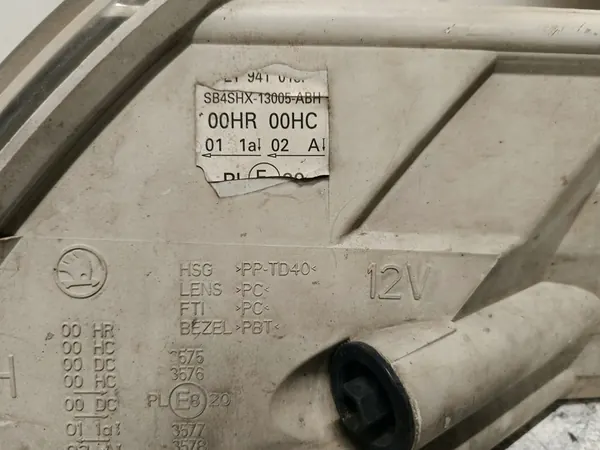 SB4SHX-13005-ABH
00HR 00HC
01 1a 02 A
HSG >PP-TD40<
LENS >PC<
FTI >PC<
BEZEL >PBT<
12V
00 HR 3575
00 HC 3576
00 DC
00 HC
00 DC PL E8 20
01 1a 3577
3578
H